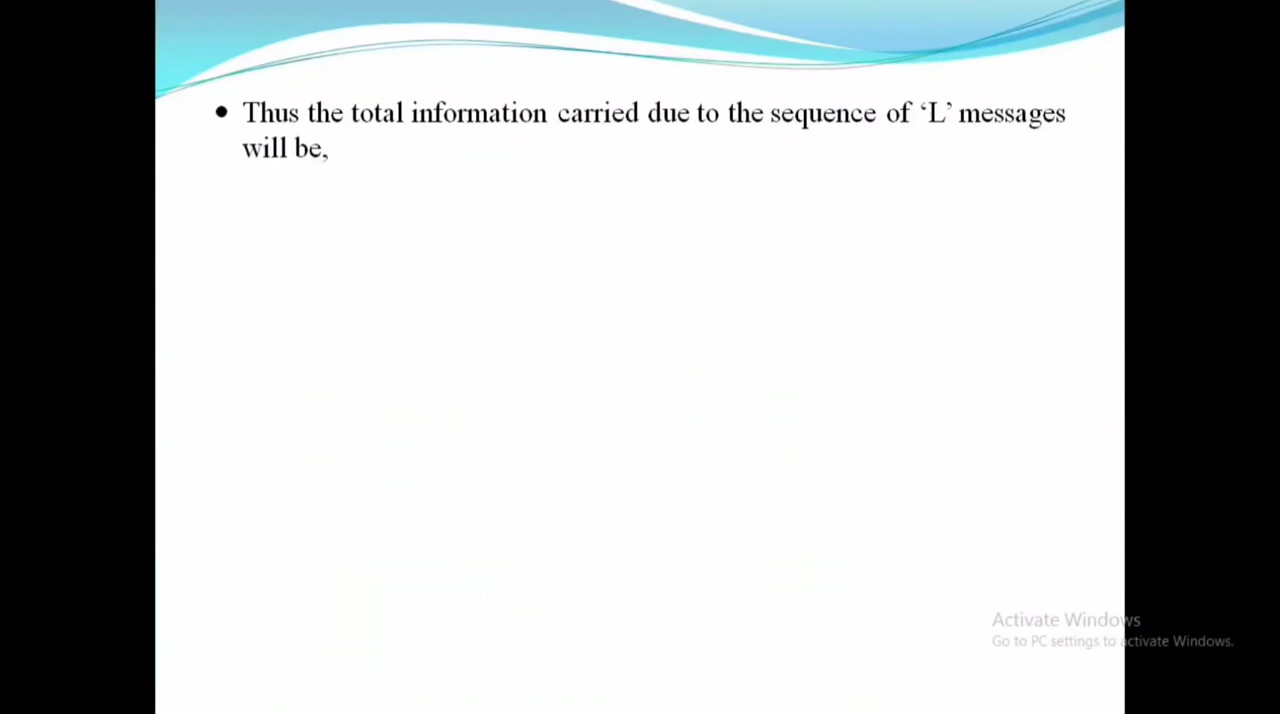 • Thus the total information carried due to the sequence of ‘L’ messages
will be,
Activate Windows
Go to PC settings to activate Windows.